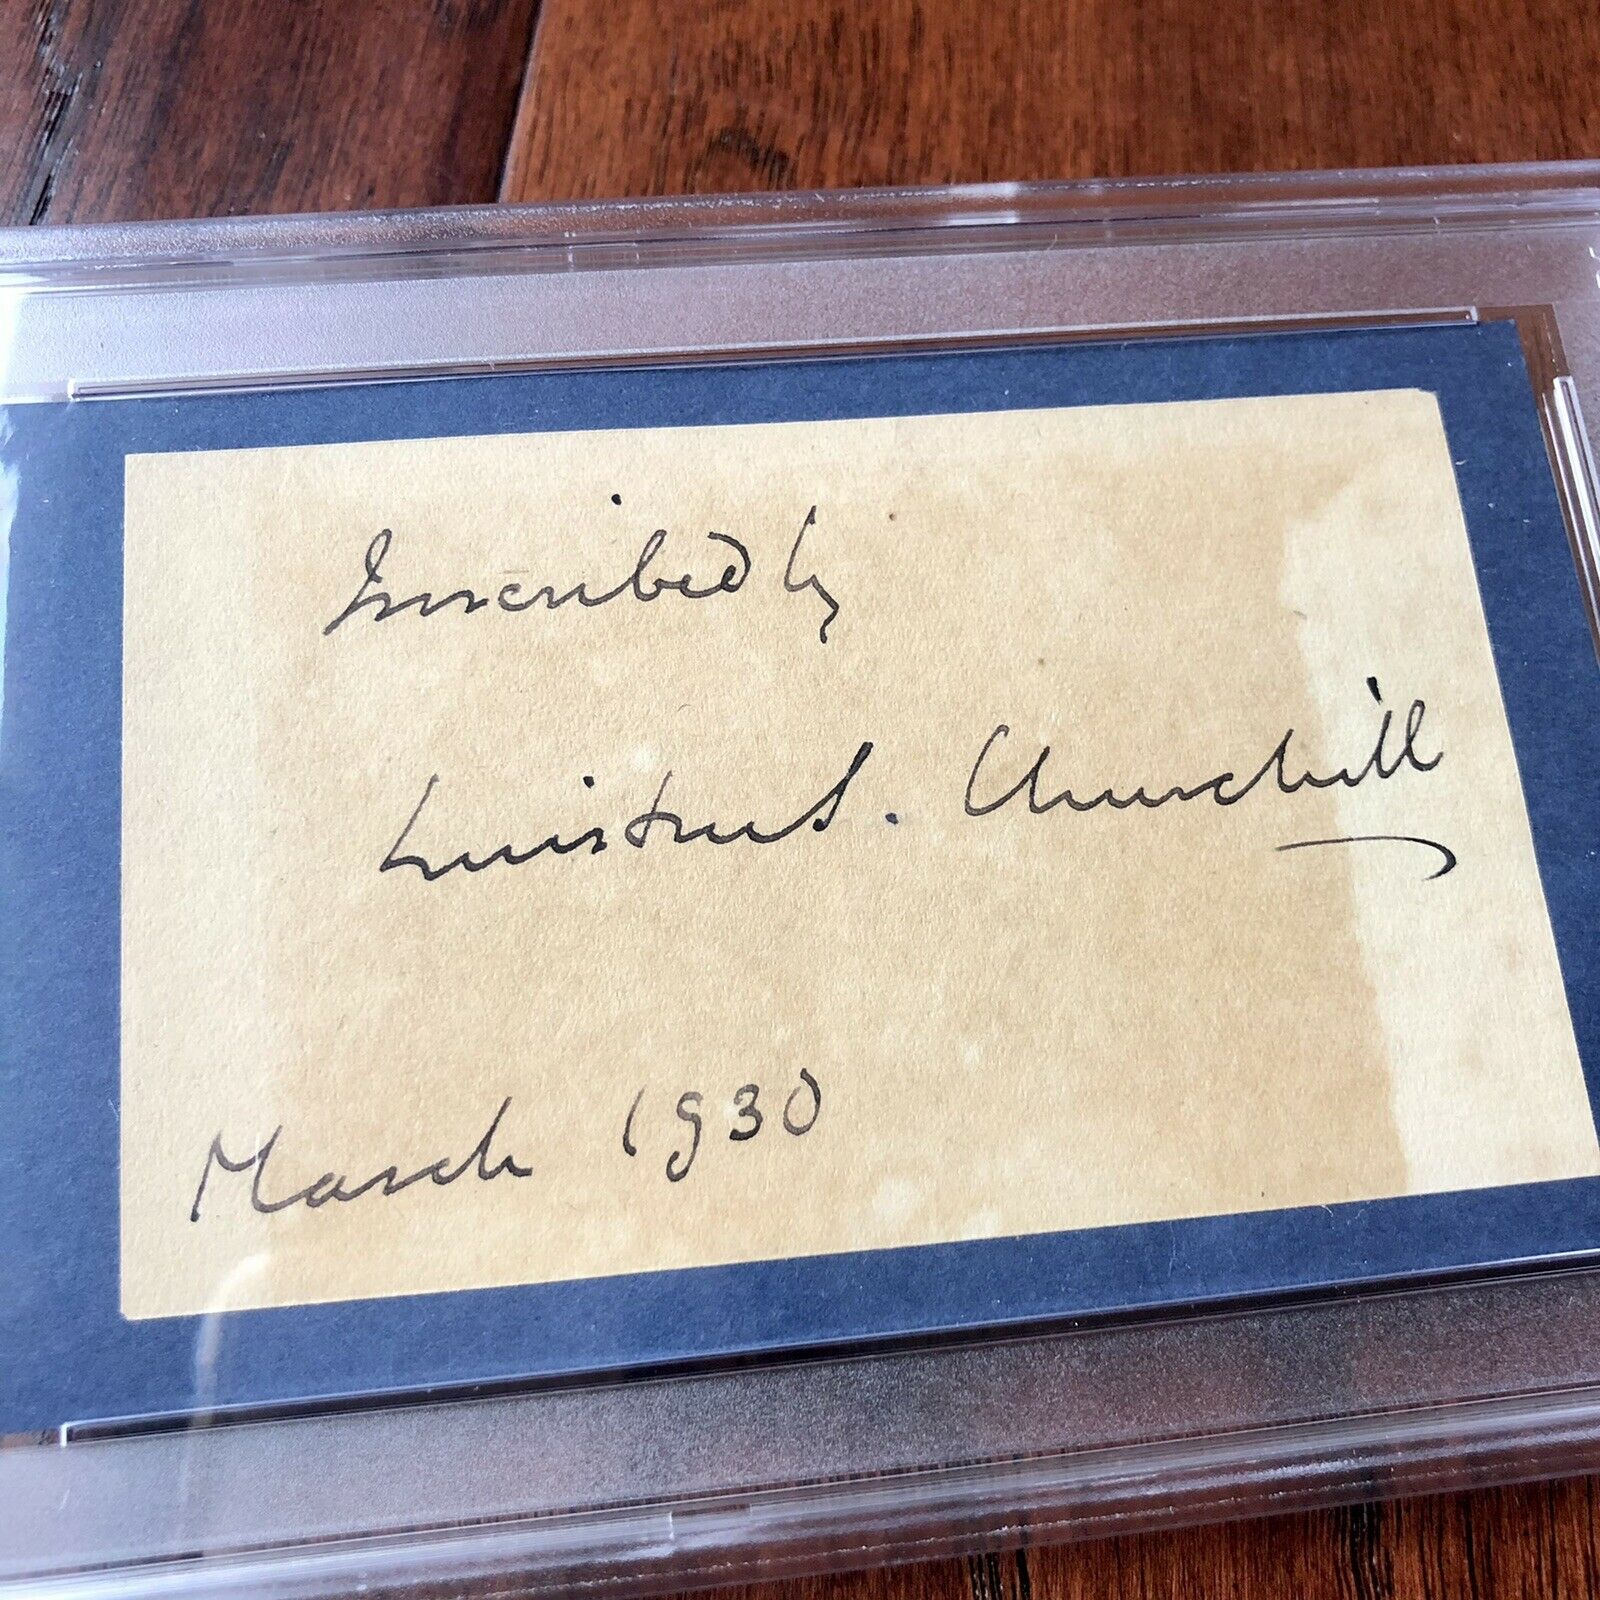 Inscribed by
Winston S. Churchill
March 1930